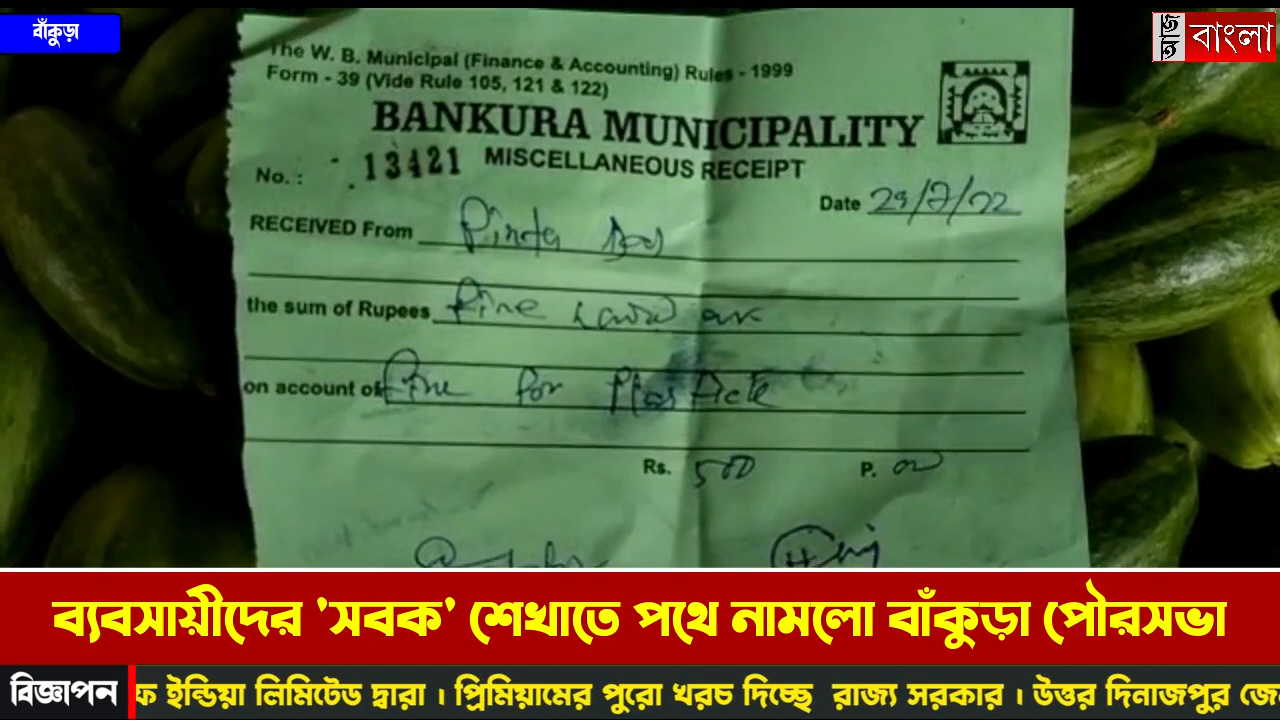 বাঁকুড়া
আজ বাংলা
The W. B. Municipal (Finance & Accounting) Rules - 1999
Form - 39 (Vide Rule 105, 121 & 122)
BANKURA MUNICIPALITY
No. : 13421 MISCELLANEOUS RECEIPT
Date 29/7/22
RECEIVED From
the sum of Rupees
on account of Fine for Plastick
Rs. 500 P. 00
ব্যবসায়ীদের 'সবক' শেখাতে পথে নামলো বাঁকুড়া পৌরসভা
বিজ্ঞাপন ফ ইন্ডিয়া লিমিটেড দ্বারা । প্রিমিয়ামের পুরো খরচ দিচ্ছে রাজ্য সরকার । উত্তর দিনাজপুর জে